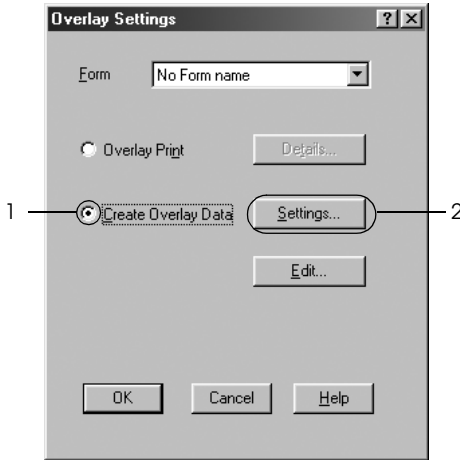 Overlay Settings
Form No Form name
Overlay Print Details...
1 Create Overlay Data Settings... 2
Edit...
OK Cancel Help